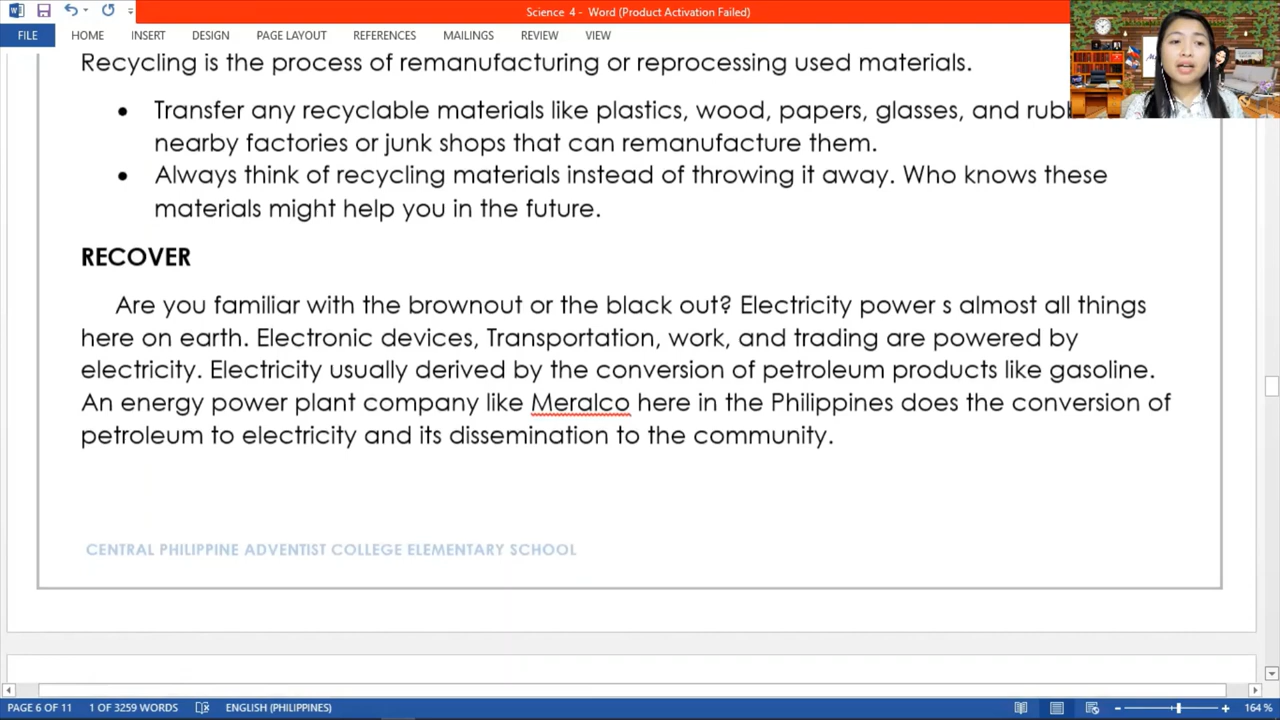 Science 4 - Word (Product Activation Failed)
FILE HOME INSERT DESIGN PAGE LAYOUT REFERENCES MAILINGS REVIEW VIEW
Recycling is the process of remanufacturing or reprocessing used materials.
• Transfer any recyclable materials like plastics, wood, papers, glasses, and
nearby factories or junk shops that can remanufacture them.
• Always think of recycling materials instead of throwing it away. Who knows these
materials might help you in the future.
RECOVER
Are you familiar with the brownout or the black out? Electricity power s almost all things
here on earth. Electronic devices, Transportation, work, and trading are powered by
electricity. Electricity usually derived by the conversion of petroleum products like gasoline.
An energy power plant company like Meralco here in the Philippines does the conversion of
petroleum to electricity and its dissemination to the community.
CENTRAL PHILIPPINE ADVENTIST COLLEGE ELEMENTARY SCHOOL
PAGE 6 OF 11 1 OF 3259 WORDS ENGLISH (PHILIPPINES) 164 %